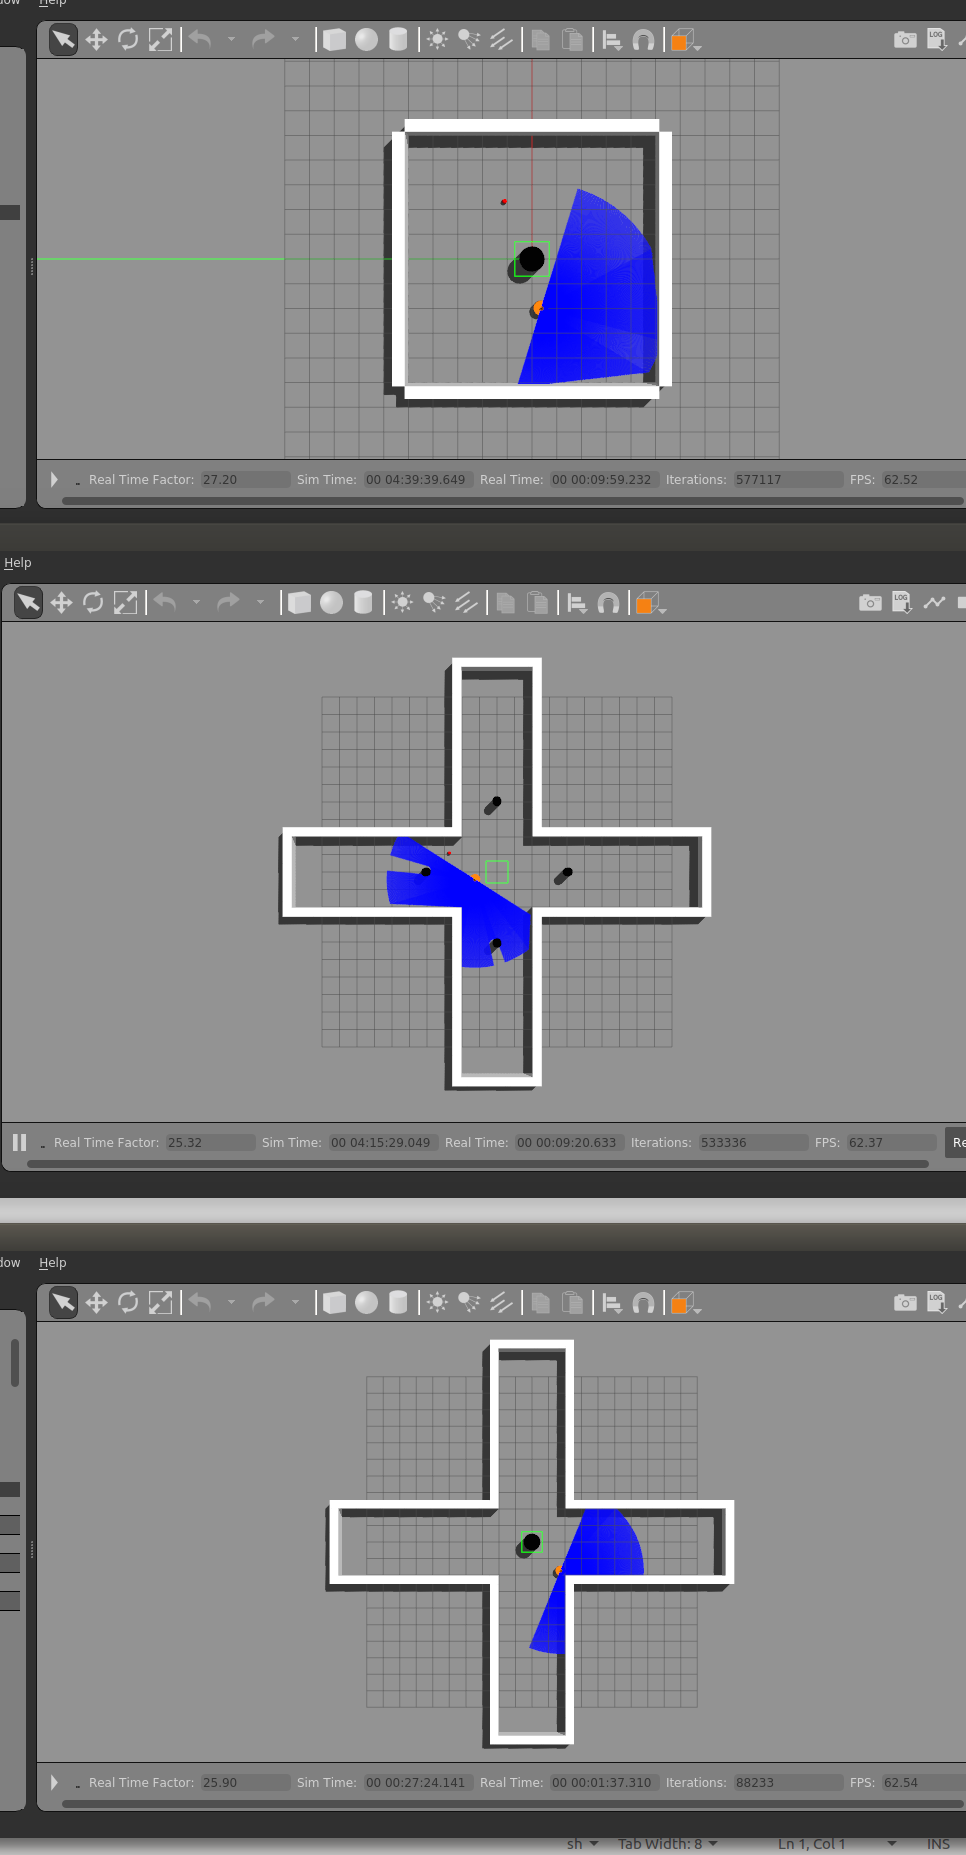 Help
LOG
Real Time Factor: 27.20 Sim Time: 00 04:39:39.649 Real Time: 00 00:09:59.232 Iterations: 577117 FPS: 62.52
Help
LOG
Real Time Factor: 25.32 Sim Time: 00 04:15:29.049 Real Time: 00 00:09:20.633 Iterations: 533336 FPS: 62.37 Re
dow Help
LOG
Real Time Factor: 25.90 Sim Time: 00 00:27:24.141 Real Time: 00 00:01:37.310 Iterations: 88233 FPS: 62.54
sh Tab Width: 8 Ln 1, Col 1 INS